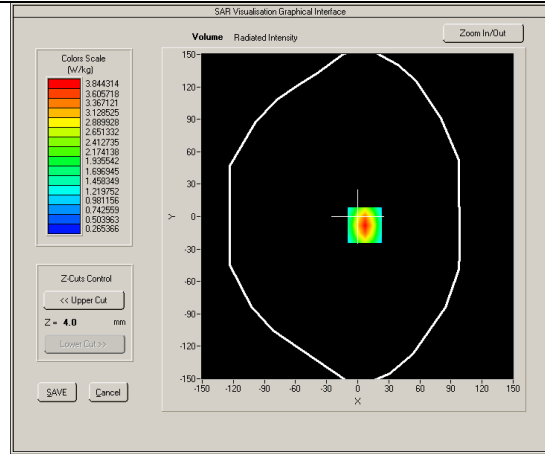 SAR Visualisation Graphical Interface
Volume Radiated Intensity
Zoom In/Out
Colors Scale
(W/kg)
3.844314
3.605718
3.367121
3.128525
2.889928
2.651332
2.412735
2.174138
1.935542
1.696945
1.458349
1.219752
0.981156
0.742559
0.503963
0.265366
Z-Cuts Control
<< Upper Cut
Z = 4.0 mm
Lower Cut >>
SAVE
Cancel
150
120
90
60
30
0
-30
-60
-90
-120
-150
Y
-150 -120 -90 -60 -30 0 30 60 90 120 150
X